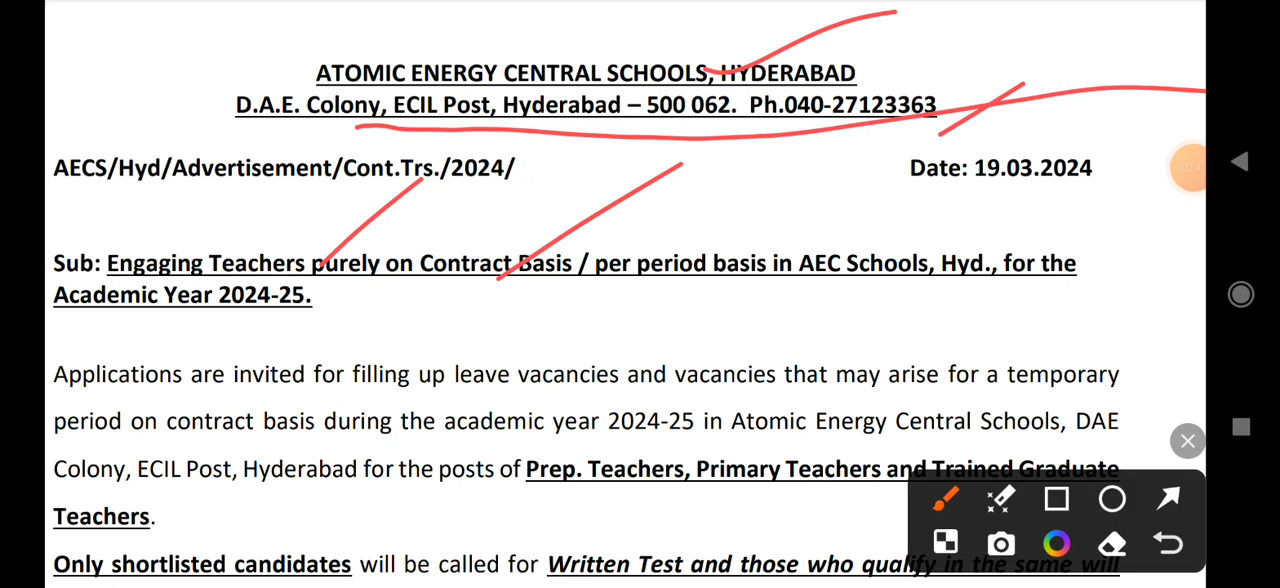 ATOMIC ENERGY CENTRAL SCHOOLS, HYDERABAD
D.A.E. Colony, ECIL Post, Hyderabad – 500 062. Ph.040-27123363
AECS/Hyd/Advertisement/Cont.Trs./2024/ Date: 19.03.2024
Sub: Engaging Teachers purely on Contract Basis / per period basis in AEC Schools, Hyd., for the
Academic Year 2024-25.
Applications are invited for filling up leave vacancies and vacancies that may arise for a temporary
period on contract basis during the academic year 2024-25 in Atomic Energy Central Schools, DAE
Colony, ECIL Post, Hyderabad for the posts of Prep. Teachers, Primary Teachers and Trained Graduate
Teachers.
Only shortlisted candidates will be called for Written Test and those who qualify in the same will